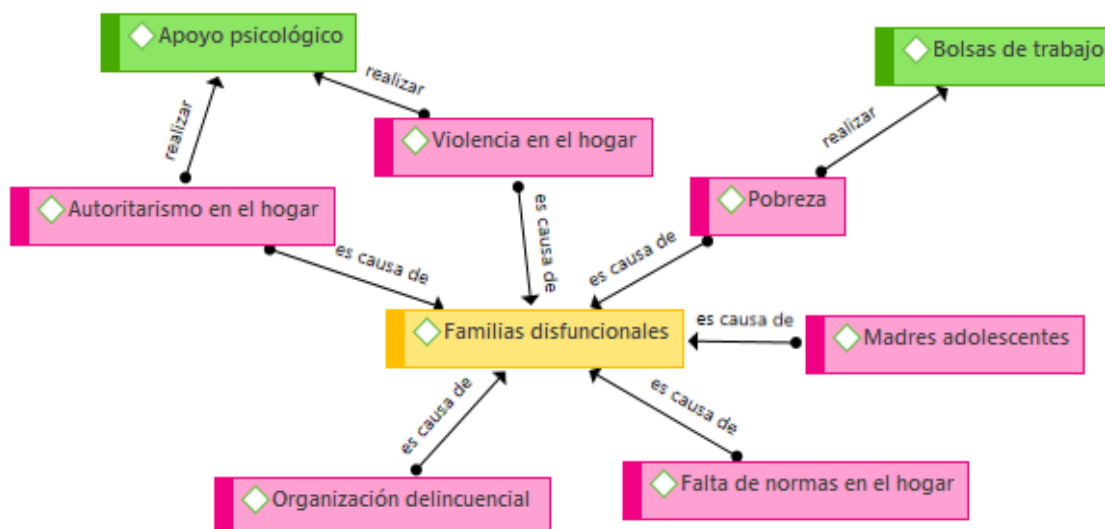 Apoyo psicológico
Bolsas de trabajo
realizar
realizar
realizar
Violencia en el hogar
Autoritarismo en el hogar
Pobreza
es causa de
es causa de
es causa de
Familias disfuncionales
es causa de
Madres adolescentes
es causa de
es causa de
Organización delincuencial
Falta de normas en el hogar